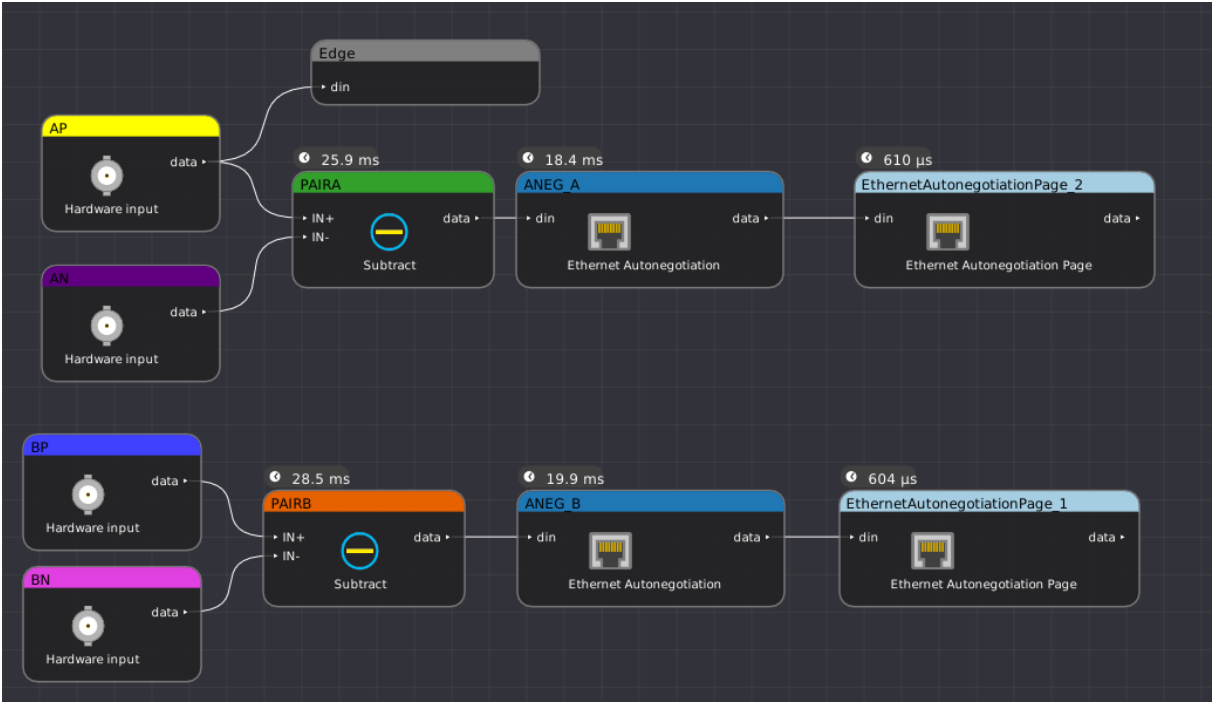 Edge
din
AP
data
Hardware input
25.9 ms
PAIRA
IN+
IN-
data
Subtract
18.4 ms
ANEG_A
din
data
Ethernet Autonegotiation
610 µs
EthernetAutonegotiationPage_2
din
data
Ethernet Autonegotiation Page
AN
data
Hardware input
BP
data
Hardware input
28.5 ms
PAIRB
IN+
IN-
data
Subtract
19.9 ms
ANEG_B
din
data
Ethernet Autonegotiation
604 µs
EthernetAutonegotiationPage_1
din
data
Ethernet Autonegotiation Page
BN
data
Hardware input